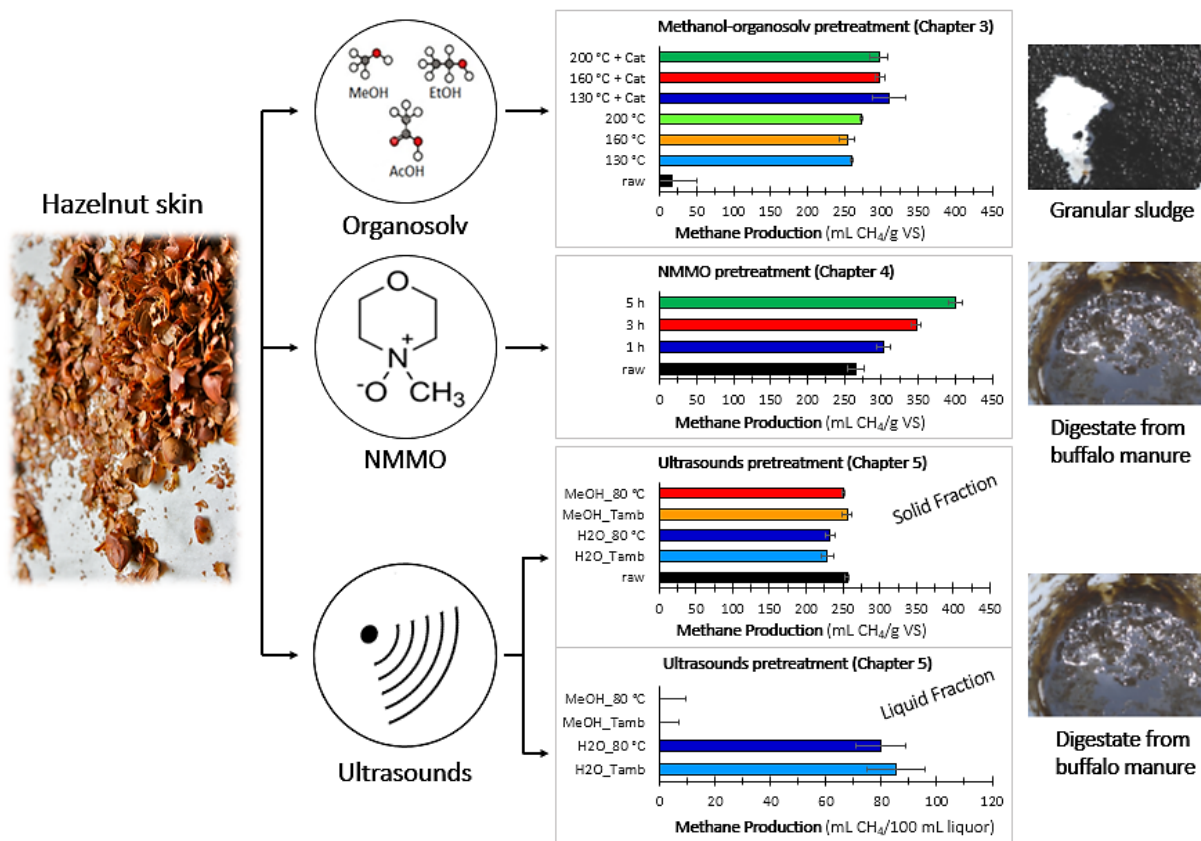 Hazelnut skin
MeOH
EtOH
AcOH
Organosolv
Methanol-organosolv pretreatment (Chapter 3)
200 °C + Cat
160 °C + Cat
130 °C + Cat
200 °C
160 °C
130 °C
raw
0 50 100 150 200 250 300 350 400 450
Methane Production (mL CH₄/g VS)
Granular sludge
O
N
+
-O
CH₃
NMMO
NMMO pretreatment (Chapter 4)
5 h
3 h
1 h
raw
0 50 100 150 200 250 300 350 400 450
Methane Production (mL CH₄/g VS)
Digestate from
buffalo manure
Ultrasounds
Ultrasounds pretreatment (Chapter 5)
Solid Fraction
MeOH_80 °C
MeOH_Tamb
H2O_80 °C
H2O_Tamb
raw
0 50 100 150 200 250 300 350 400 450
Methane Production (mL CH₄/g VS)
Ultrasounds pretreatment (Chapter 5)
Liquid Fraction
MeOH_80 °C
MeOH_Tamb
H2O_80 °C
H2O_Tamb
0 20 40 60 80 100 120
Methane Production (mL CH₄/100 mL liquor)
Digestate from
buffalo manure